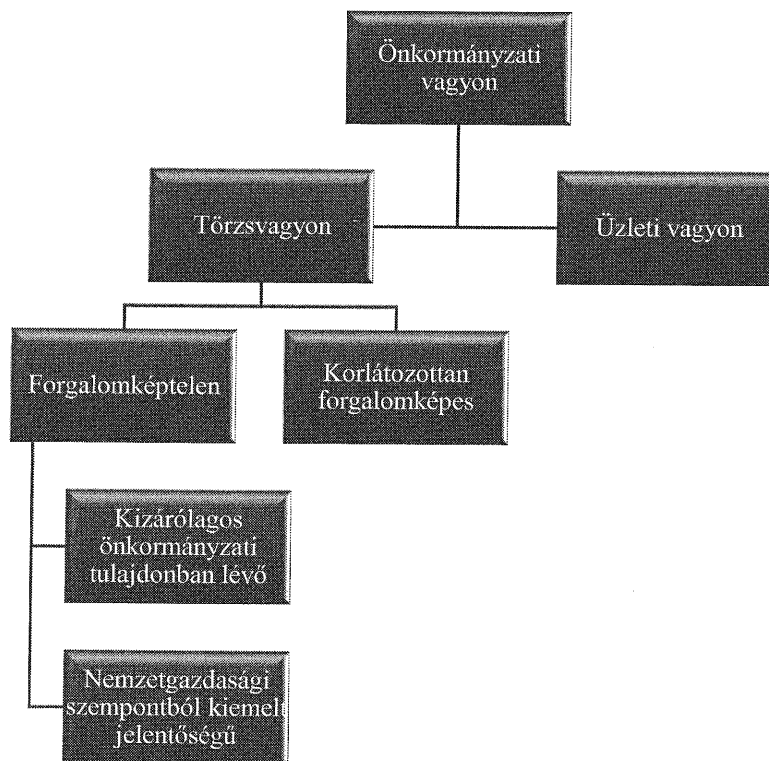 Önkormányzati
vagyon
Törzsvagyon
Üzleti vagyon
Forgalomképtelen
Korlátozottan
forgalomképes
Kizárólagos
önkormányzati
tulajdonban lévő
Nemzetgazdasági
szempontból kiemelt
jelentőségű